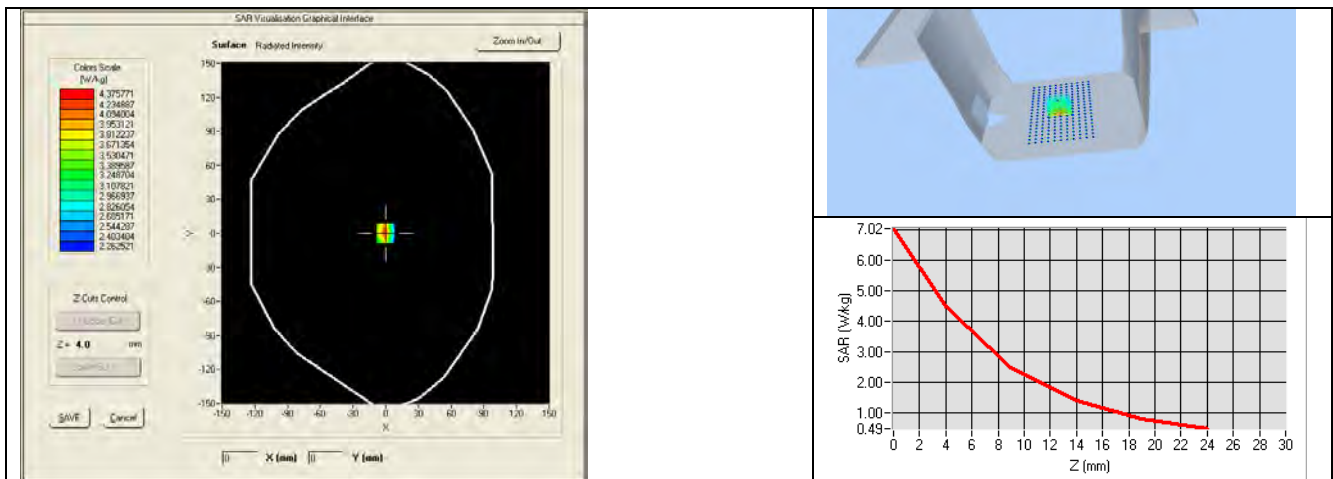 SAR Visualisation Graphical Interface
Surface Radiated Intensity
Zoom In/Out
Colors Scale
(W/kg)
4.375771
4.234887
4.094004
3.953121
3.812237
3.671354
3.530471
3.389587
3.248704
3.107821
2.966937
2.826054
2.685171
2.544287
2.403404
2.262521
150
120
90
60
30
0
-30
-60
-90
-120
-150
Y
-150 -120 -90 -60 -30 0 30 60 90 120 150
X
Z Cuts Control
Z = 4.0 mm
SAVE Cancel
0 X (mm) 0 Y (mm)
7.02
6.00
5.00
4.00
3.00
2.00
1.00
0.49
SAR (W/kg)
0 2 4 6 8 10 12 14 16 18 20 22 24 26 28 30
Z (mm)